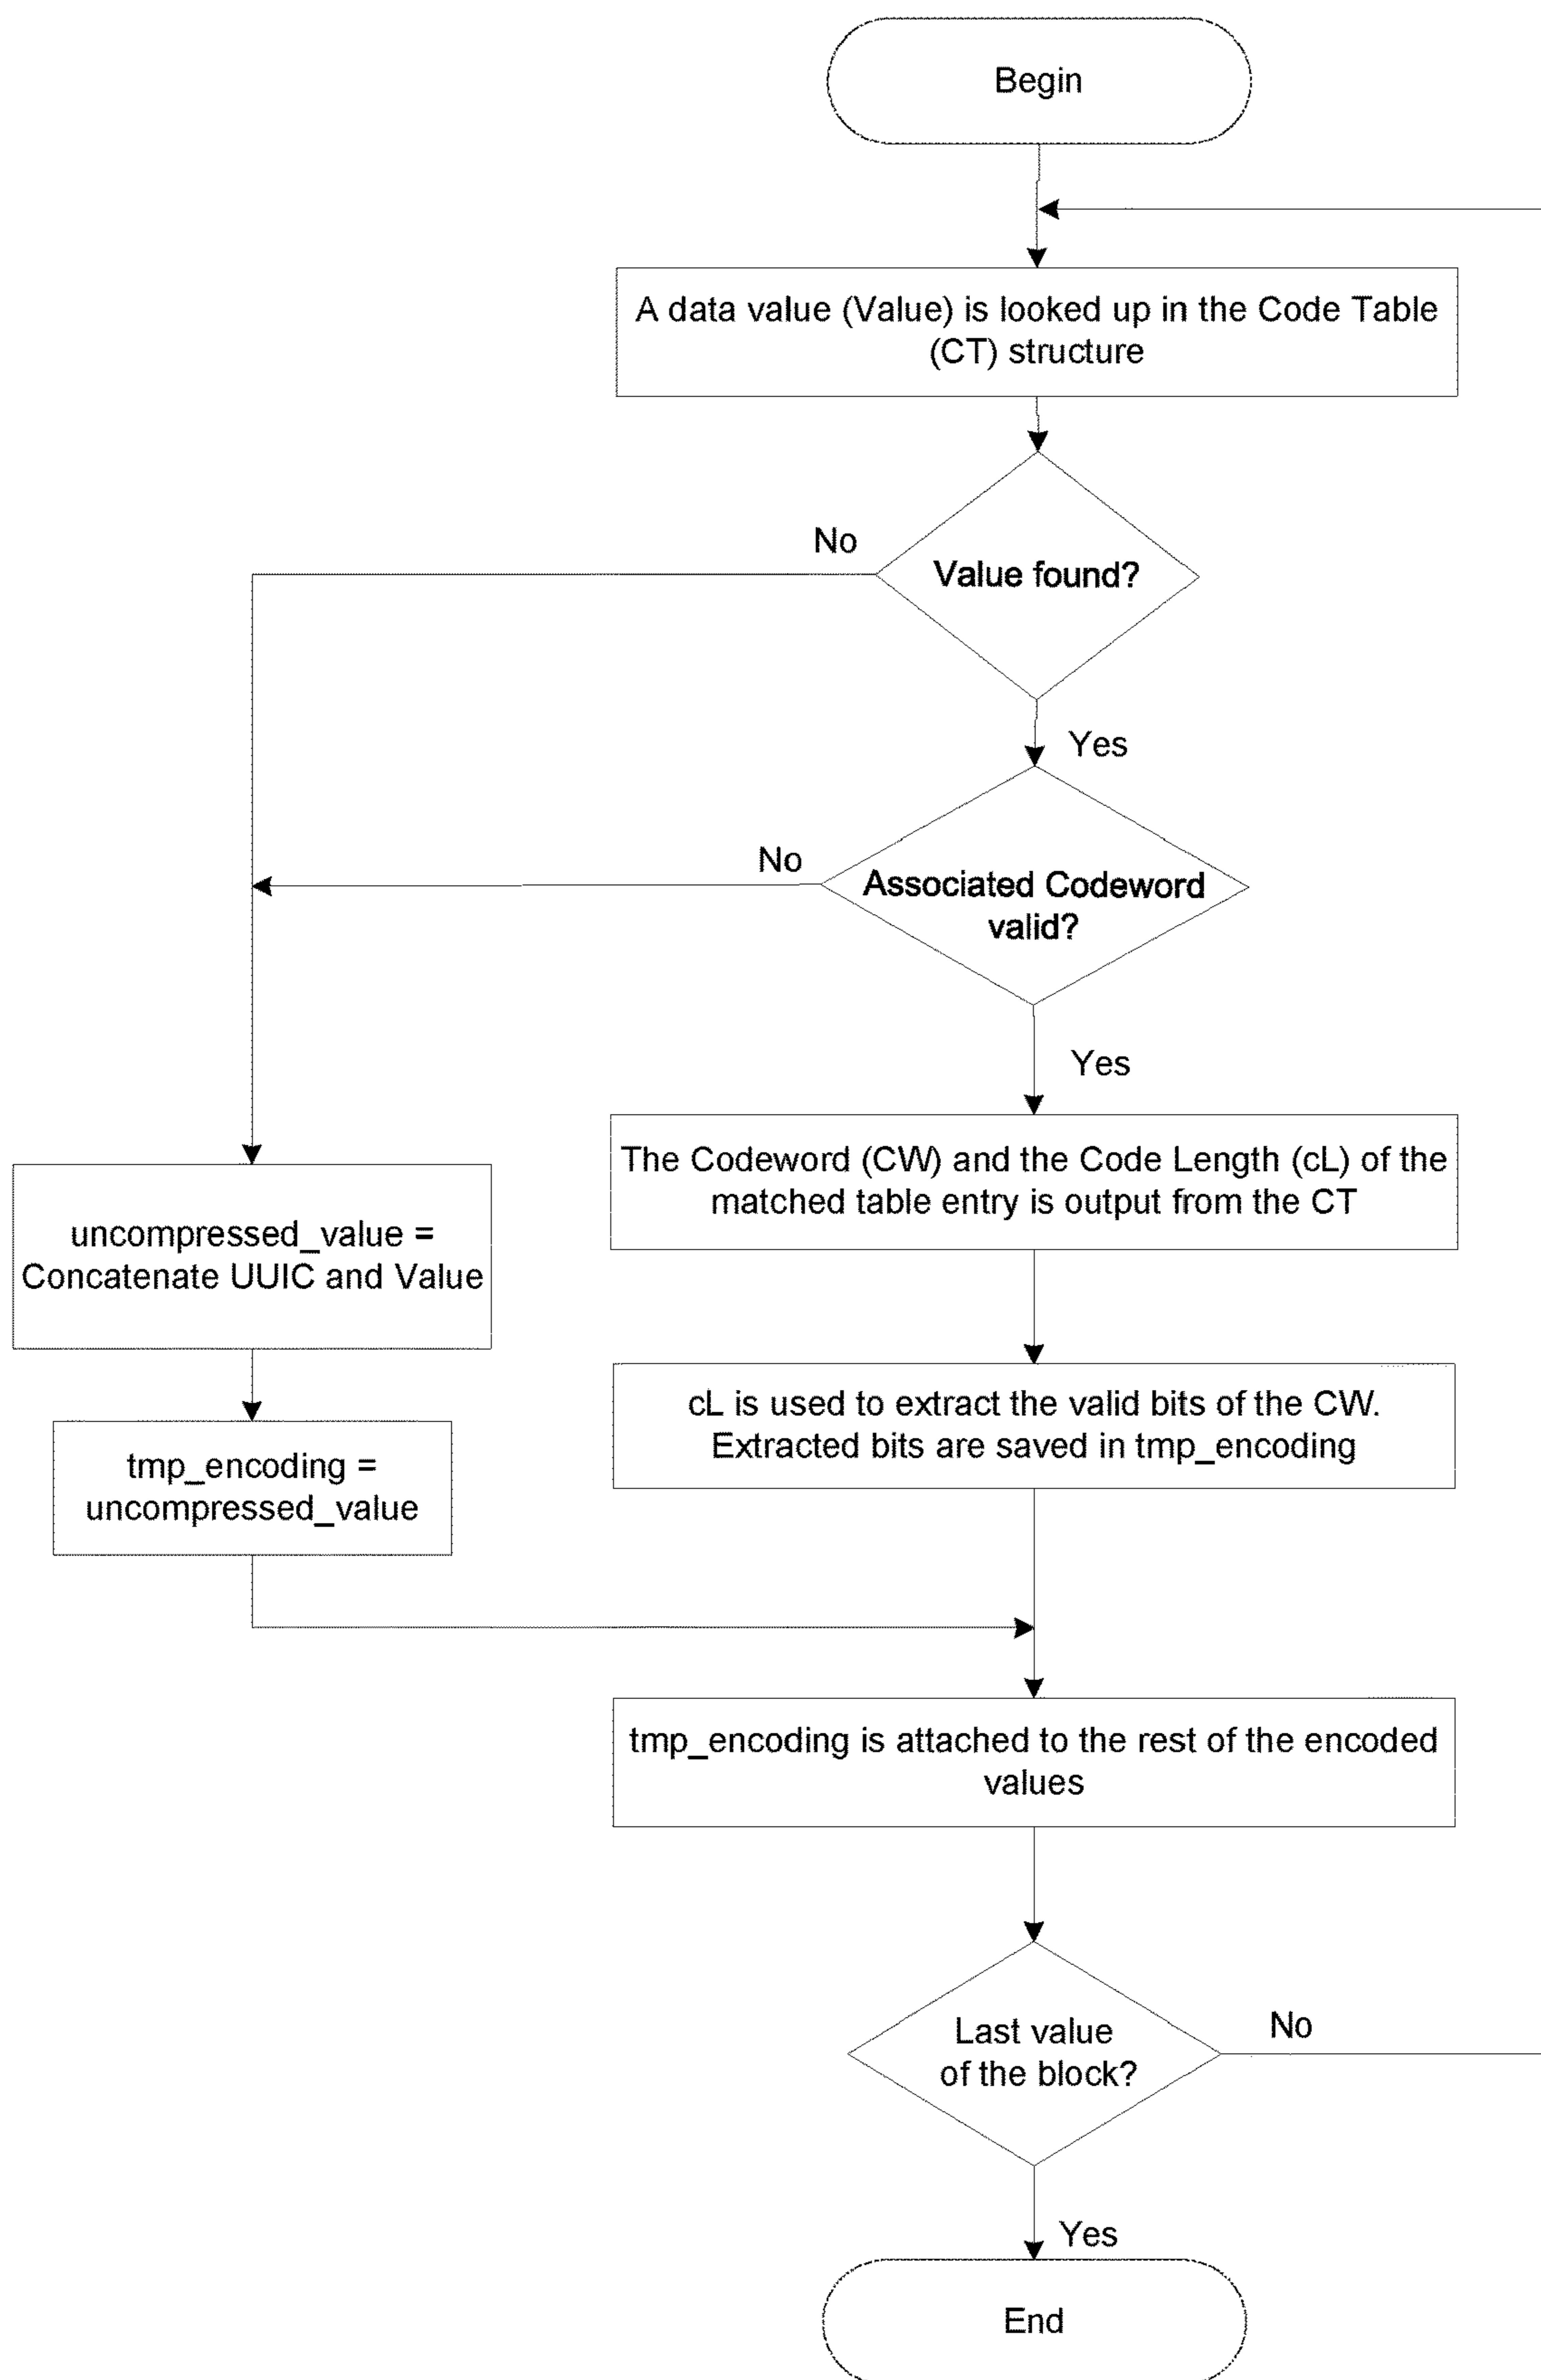 Begin
A data value (Value) is looked up in the Code Table
(CT) structure
No
Value found?
Yes
No
Associated Codeword
valid?
Yes
The Codeword (CW) and the Code Length (cL) of the
matched table entry is output from the CT
uncompressed_value =
Concatenate UUIC and Value
cL is used to extract the valid bits of the CW.
Extracted bits are saved in tmp_encoding
tmp_encoding =
uncompressed_value
tmp_encoding is attached to the rest of the encoded
values
Last value
of the block?
No
Yes
End